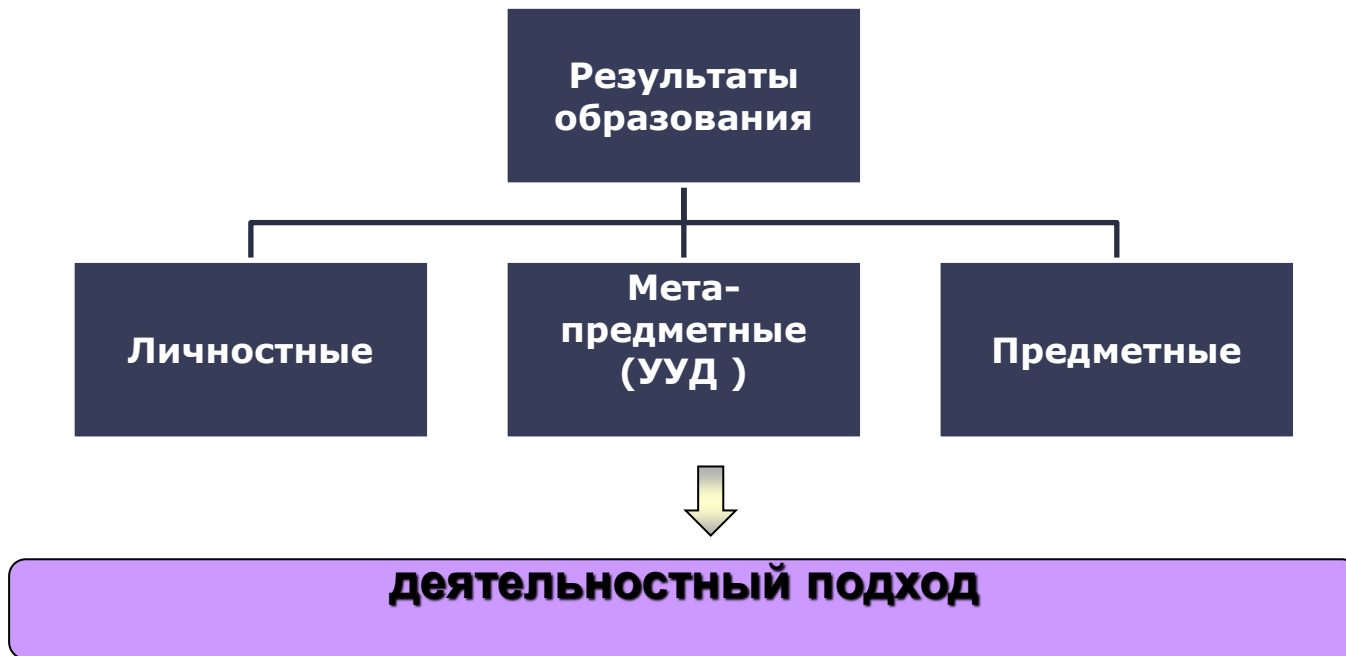 Результаты
образования
Личностные
Мета-
предметные
(УУД )
Предметные
деятельностный подход